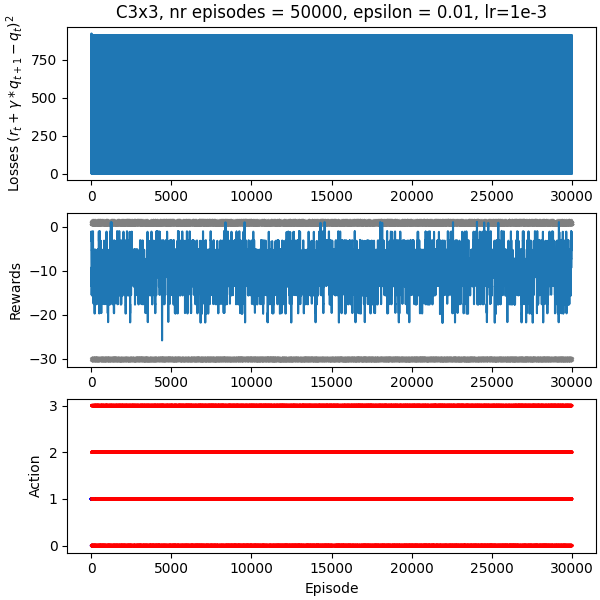 C3x3, nr episodes = 50000, epsilon = 0.01, lr=1e-3
Losses $(r_t + \gamma * q_{t+1} - q_t)^2$
750
500
250
0
0 5000 10000 15000 20000 25000 30000
Rewards
0
−10
−20
−30
0 5000 10000 15000 20000 25000 30000
Action
3
2
1
0
0 5000 10000 15000 20000 25000 30000
Episode